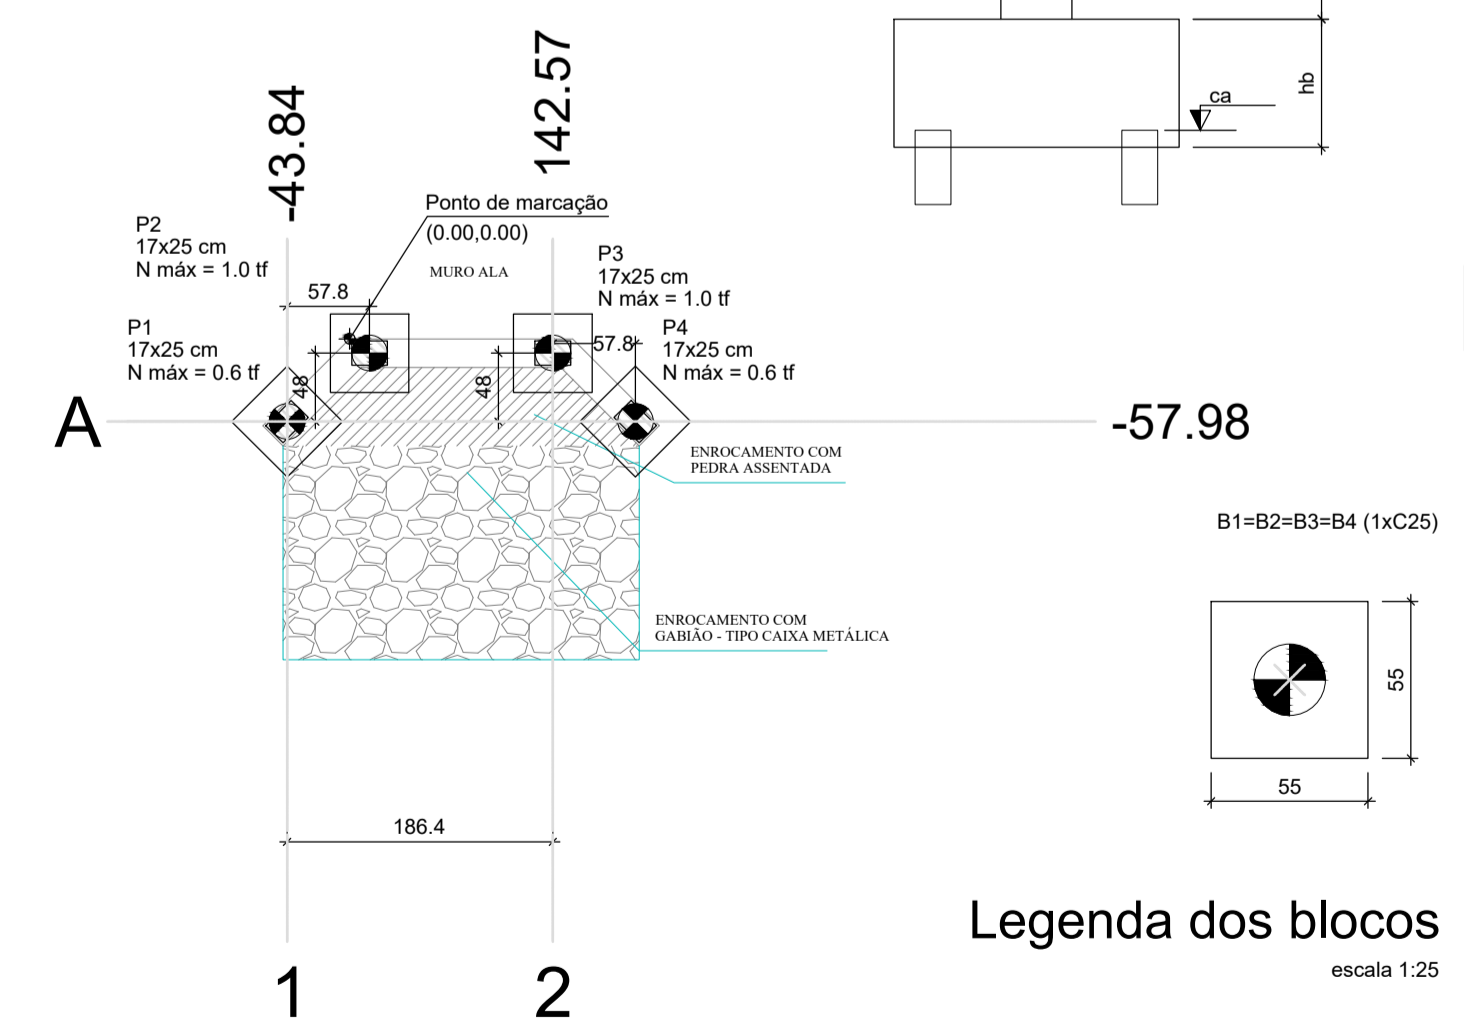 -43.84
142.57
hb
ca
Ponto de marcação
(0.00,0.00)
P2
17x25 cm
N máx = 1.0 tf
MURO ALA
P3
17x25 cm
N máx = 1.0 tf
57.8
P1
17x25 cm
N máx = 0.6 tf
57.8
P4
17x25 cm
N máx = 0.6 tf
48
48
A
-57.98
ENROCAMENTO COM
PEDRA ASSENTADA
B1=B2=B3=B4 (1xC25)
ENROCAMENTO COM
GABIÃO - TIPO CAIXA METÁLICA
55
55
186.4
Legenda dos blocos
escala 1:25
1
2